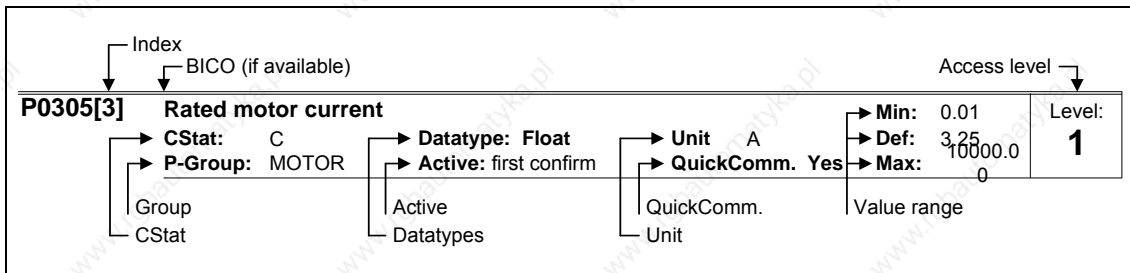 Index
BICO (if available)
Access level
P0305[3] Rated motor current Min: 0.01 Level:
CStat: C Datatype: Float Unit A Def: 3.25 1
P-Group: MOTOR Active: first confirm QuickComm. Yes Max: 10000.0
0
Group Active QuickComm. Value range
CStat Datatypes Unit